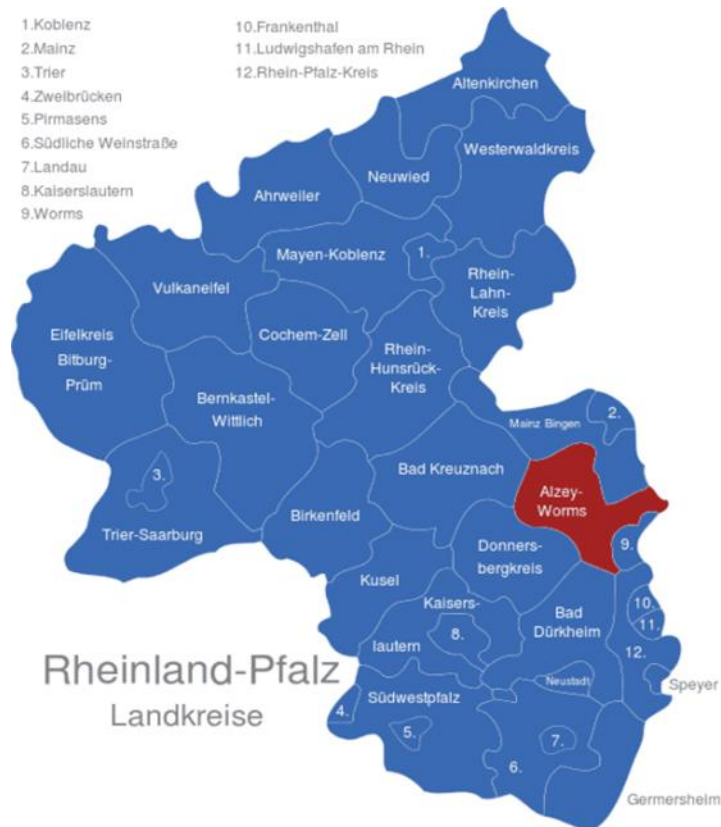 1.Koblenz
2.Mainz
3.Trier
4.Zweibrücken
5.Pirmasens
6.Südliche Weinstraße
7.Landau
8.Kaiserslautern
9.Worms
10.Frankenthal
11.Ludwigshafen am Rhein
12.Rhein-Pfalz-Kreis
Altenkirchen
Westerwaldkreis
Neuwied
Ahrweiler
Mayen-Koblenz
1.
Rhein-
Lahn-
Kreis
Vulkaneifel
Cochem-Zell
Eifelkreis
Bitburg-
Prüm
Rhein-
Hunsrück-
Kreis
Bernkastel-
Wittlich
Mainz Bingen
2.
Bad Kreuznach
Alzey-
Worms
3.
Trier-Saarburg
Birkenfeld
Donners-
bergkreis
9.
Kusel
Kaisers-
lautern
8.
Bad
Dürkheim
10.
11.
12.
Neustadt
Speyer
Rheinland-Pfalz
Landkreise
Südwestpfalz
4.
5.
6.
7.
Germersheim